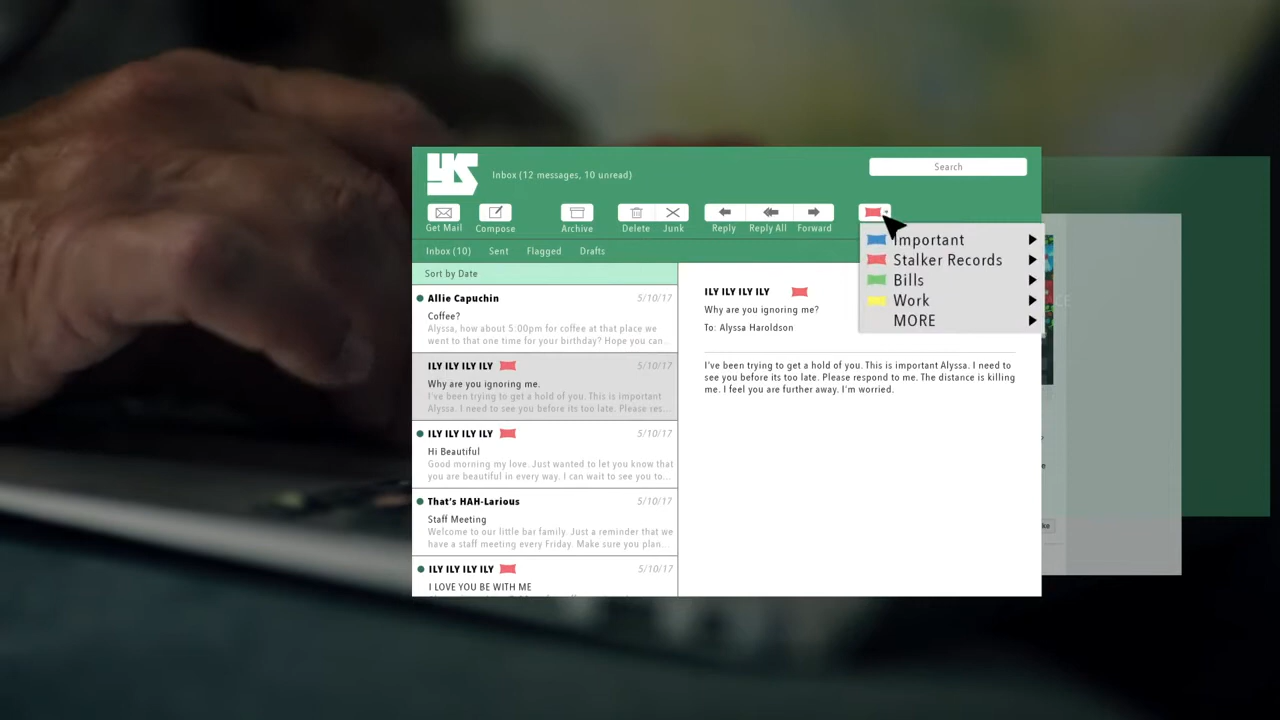 YS
Inbox (12 messages, 10 unread)
Search
Get Mail
Compose
Archive
Delete
Junk
Reply
Reply All
Forward
Inbox (10)
Sent
Flagged
Drafts
Important
Stalker Records
Bills
Work
MORE
Sort by Date
Allie Capuchin 5/10/17
Coffee?
Alyssa, how about 5:00pm for coffee at that place we
went to that one time for your birthday? Hope you can...
ILY ILY ILY ILY 5/10/17
Why are you ignoring me.
I've been trying to get a hold of you. This is important
Alyssa. I need to see you before its too late. Please res...
ILY ILY ILY ILY 5/10/17
Hi Beautiful
Good morning my love. Just wanted to let you know that
you are beautiful in every way. I can wait to see you to...
That's HAH-Larious 5/10/17
Staff Meeting
Welcome to our little bar family. Just a reminder that we
have a staff meeting every Friday. Make sure you plan...
ILY ILY ILY ILY 5/10/17
I LOVE YOU BE WITH ME
ILY ILY ILY ILY
Why are you ignoring me?
To: Alyssa Haroldson
I've been trying to get a hold of you. This is important Alyssa. I need to
see you before its too late. Please respond to me. The distance is killing
me. I feel you are further away. I'm worried.